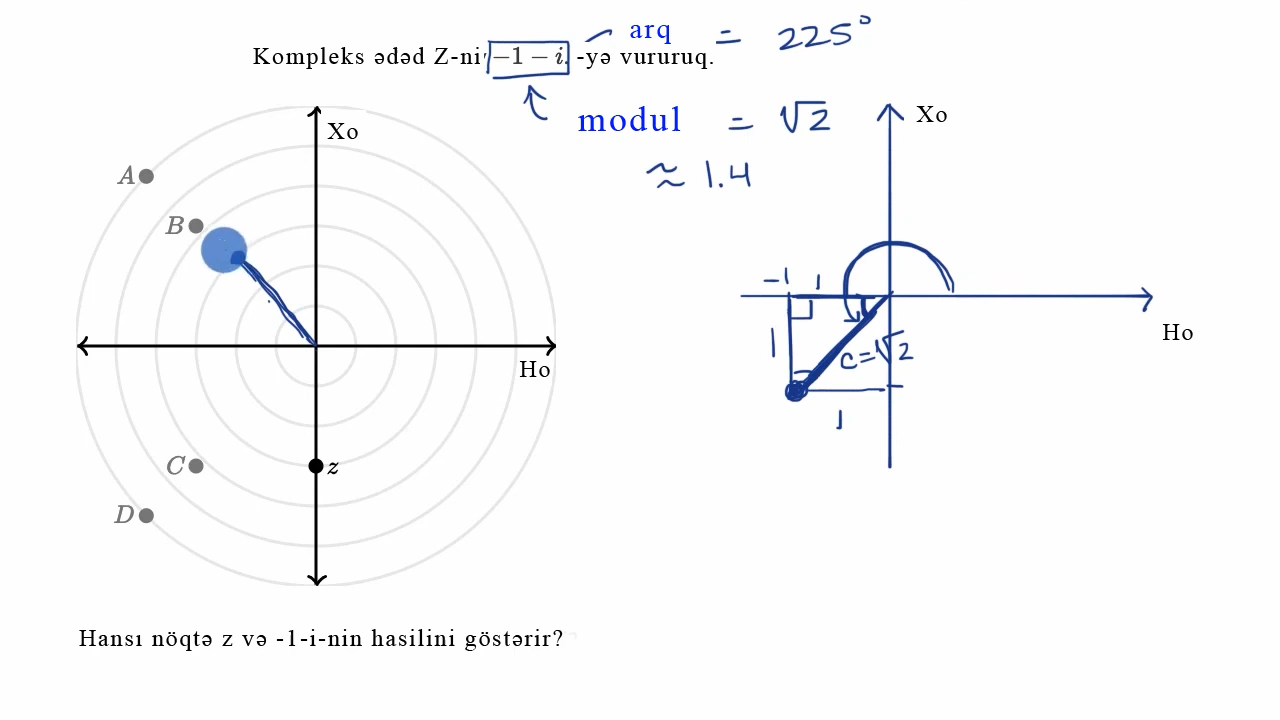 arq = 225°
Kompleks ədəd Z-ni -1 - i -yə vururuq.
modul = √2
≈ 1.4
Xo
Xo
A
B
-1
1
Ho
Ho
1
c=√2
1
C
z
D
Hansı nöqtə z və -1-i-nin hasilini göstərir?